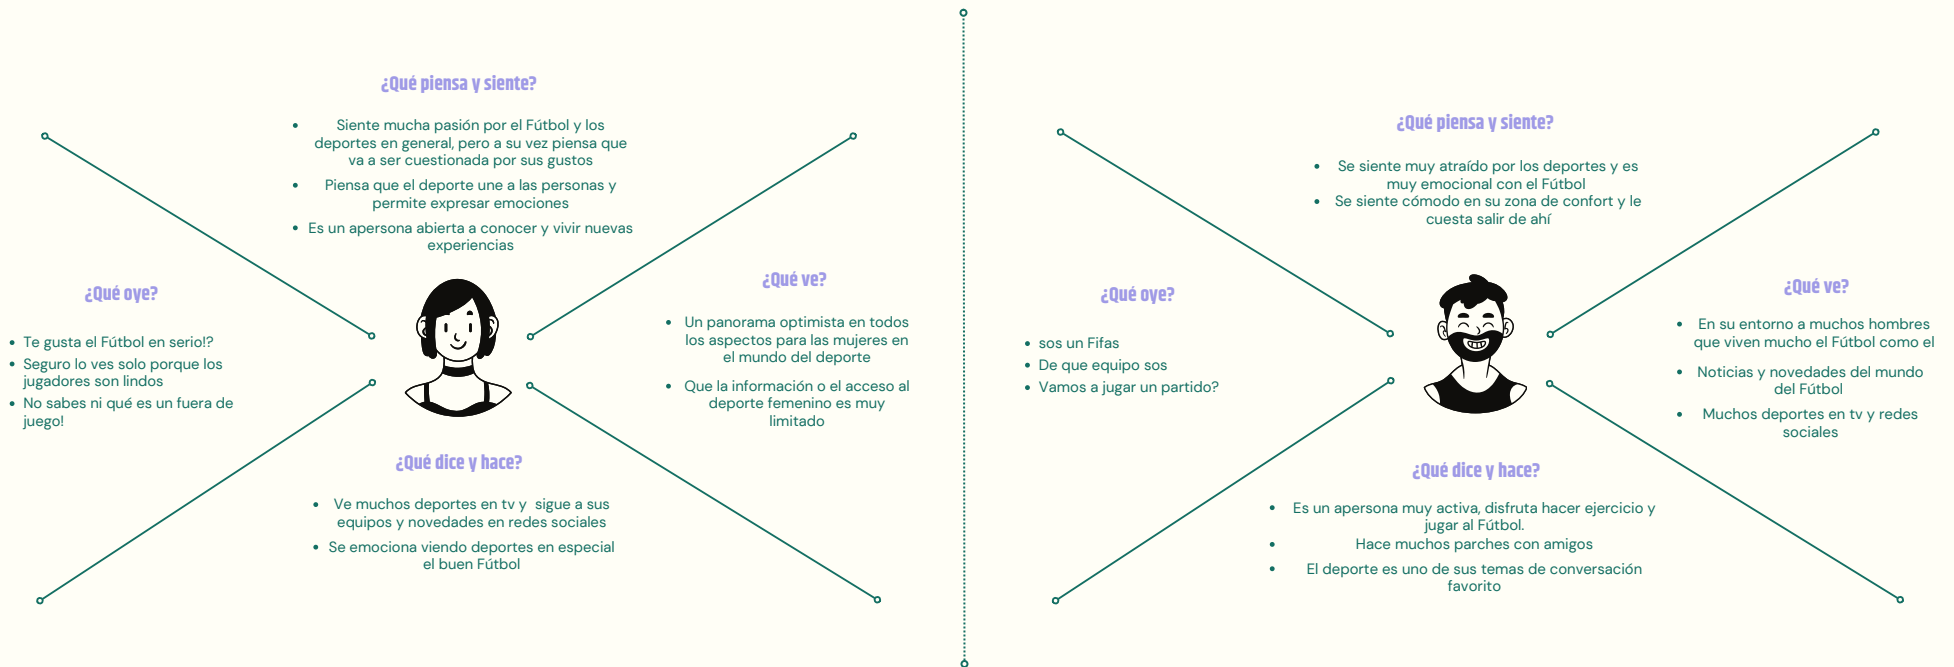 ¿Qué piensa y siente?
• Siente mucha pasión por el Fútbol y los
deportes en general, pero a su vez piensa que
va a ser cuestionada por sus gustos
• Piensa que el deporte une a las personas y
permite expresar emociones
• Es un apersona abierta a conocer y vivir nuevas
experiencias
¿Qué oye?
• Te gusta el Fútbol en serio!?
• Seguro lo ves solo porque los
jugadores son lindos
• No sabes ni qué es un fuera de
juego!
¿Qué ve?
• Un panorama optimista en todos
los aspectos para las mujeres en
el mundo del deporte
• Que la información o el acceso al
deporte femenino es muy
limitado
¿Qué dice y hace?
• Ve muchos deportes en tv y sigue a sus
equipos y novedades en redes sociales
• Se emociona viendo deportes en especial
el buen Fútbol
¿Qué piensa y siente?
• Se siente muy atraído por los deportes y es
muy emocional con el Fútbol
• Se siente cómodo en su zona de confort y le
cuesta salir de ahí
¿Qué oye?
• sos un Fifas
• De que equipo sos
• Vamos a jugar un partido?
¿Qué ve?
• En su entorno a muchos hombres
que viven mucho el Fútbol como el
• Noticias y novedades del mundo
del Fútbol
• Muchos deportes en tv y redes
sociales
¿Qué dice y hace?
• Es un apersona muy activa, disfruta hacer ejercicio y
jugar al Fútbol.
• Hace muchos parches con amigos
• El deporte es uno de sus temas de conversación
favorito